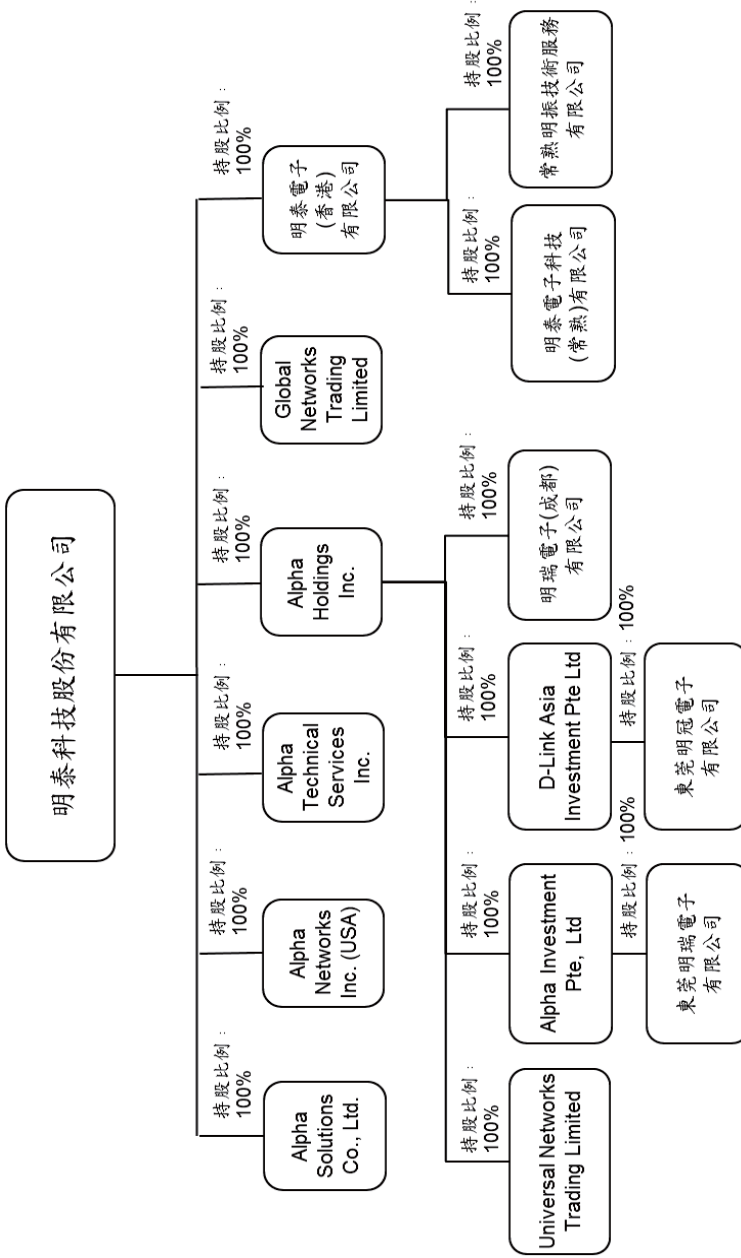 明泰科技股份有限公司
持股比例：
100%
Alpha
Solutions
Co., Ltd.
持股比例：
100%
Alpha
Networks
Inc. (USA)
持股比例：
100%
Alpha
Technical
Services
Inc.
持股比例：
100%
Alpha
Holdings
Inc.
持股比例：
100%
Global
Networks
Trading
Limited
持股比例：
100%
明泰電子
(香港)
有限公司
持股比例：
100%
Universal Networks
Trading Limited
持股比例：
100%
Alpha Investment
Pte, Ltd
持股比例：
100%
D-Link Asia
Investment Pte Ltd
持股比例：
100%
明瑞電子(成都)
有限公司
持股比例：
100%
明泰電子科技
(常熟)有限公司
持股比例：
100%
常熟明振技術服務
有限公司
持股比例：100%
東莞明瑞電子
有限公司
持股比例：100%
東莞明冠電子
有限公司